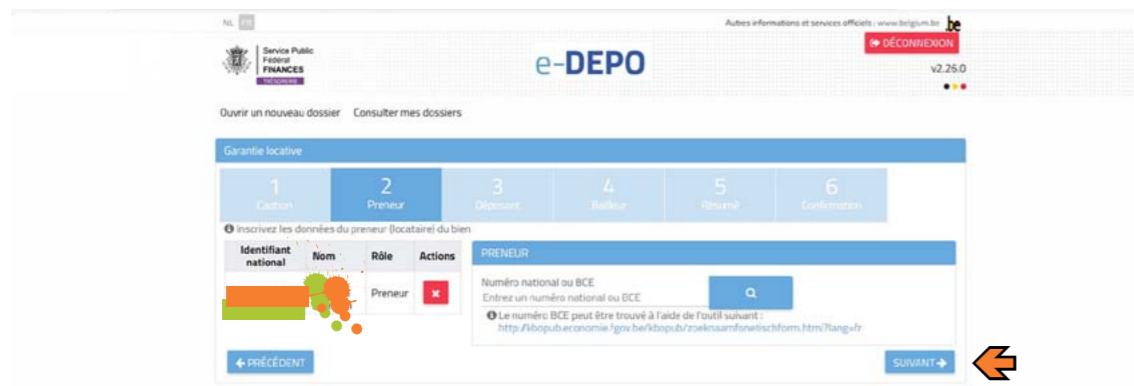 NL FR
Autres informations et services officiels : www.belgium.be .be
Service Public
Fédéral
FINANCES
TRÉSORERIE
e-DEPO
DÉCONNEXION
v2.26.0
Ouvrir un nouveau dossier Consulter mes dossiers
Garantie locative
1 2 3 4 5 6
Caution Preneur Déposant Bailleur Résumé Confirmation
Inscrivez les données du preneur (locataire) du bien
Identifiant national Nom Rôle Actions
Preneur
PRENEUR
Numéro national ou BCE
Entrez un numéro national ou BCE
Le numéro BCE peut être trouvé à l'aide de l'outil suivant :
PRÉCÉDENT
SUIVANT